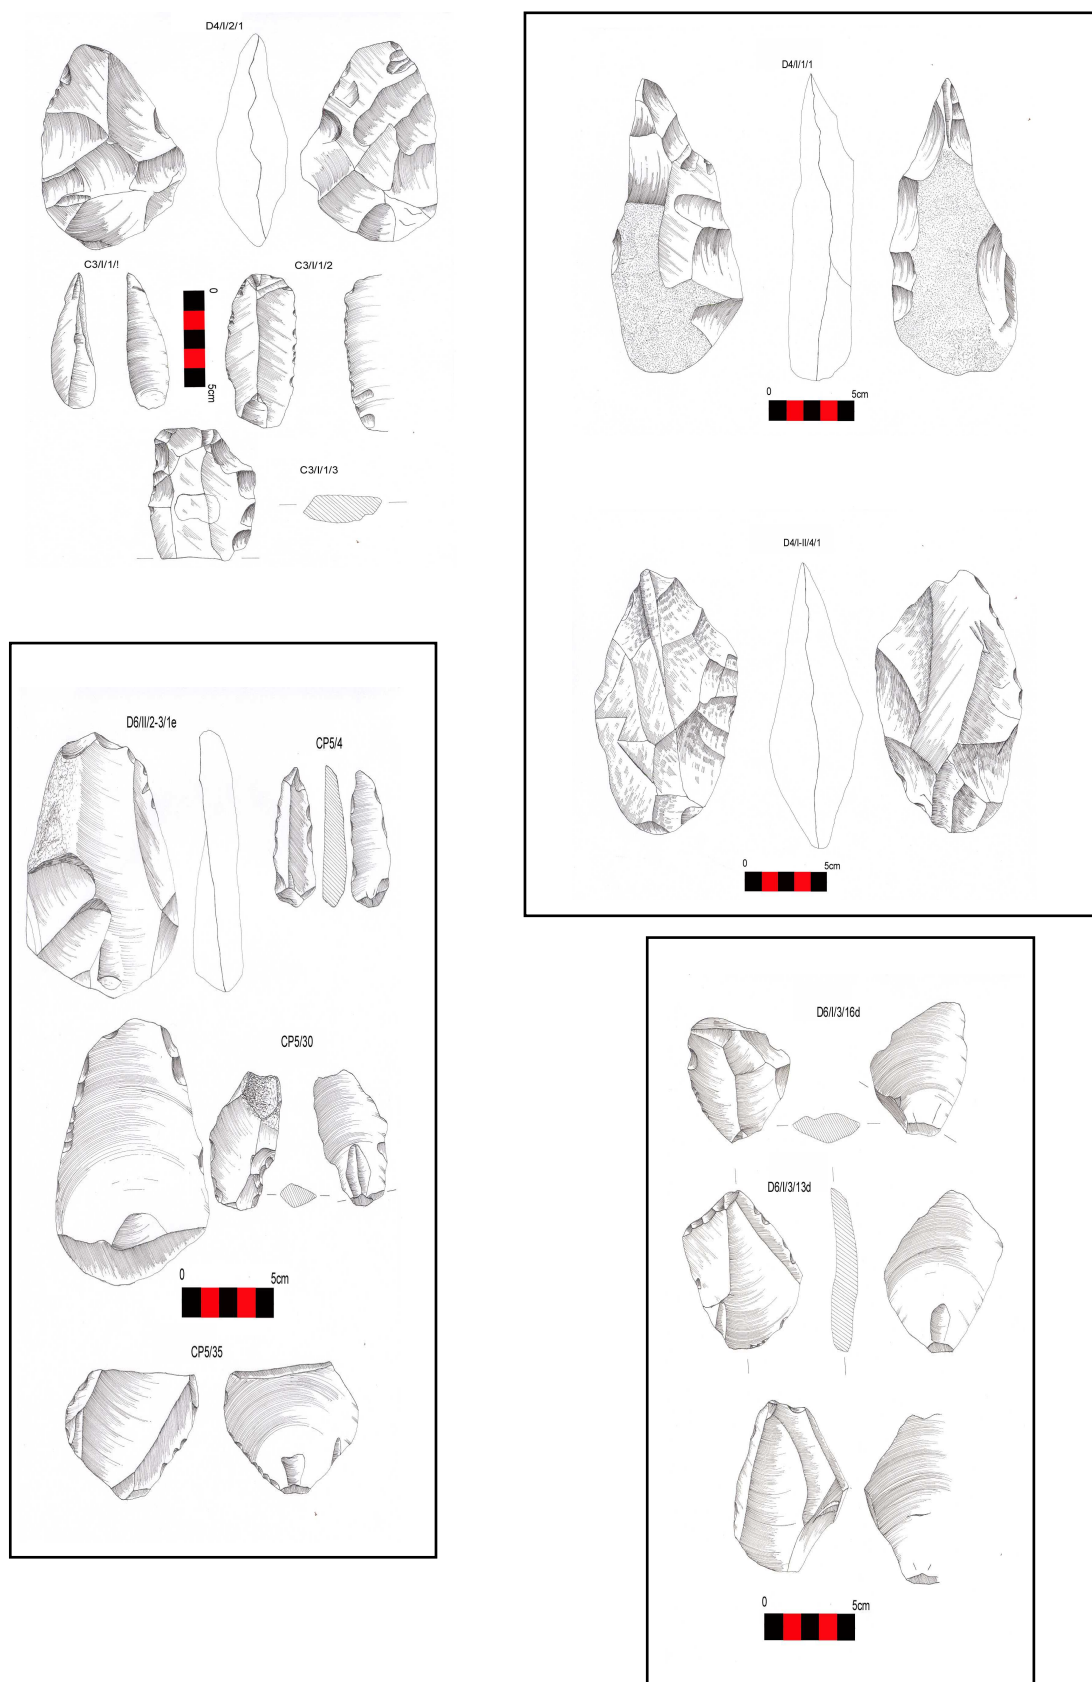 D4/I/2/1
C3/I/1/!
C3/I/1/2
0
5cm
C3/I/1/3
D4/I/1/1
0
5cm
D4/I-II/4/1
0
5cm
D6/II/2-3/1e
CP5/4
CP5/30
0
5cm
CP5/35
D6/I/3/16d
D6/I/3/13d
0
5cm